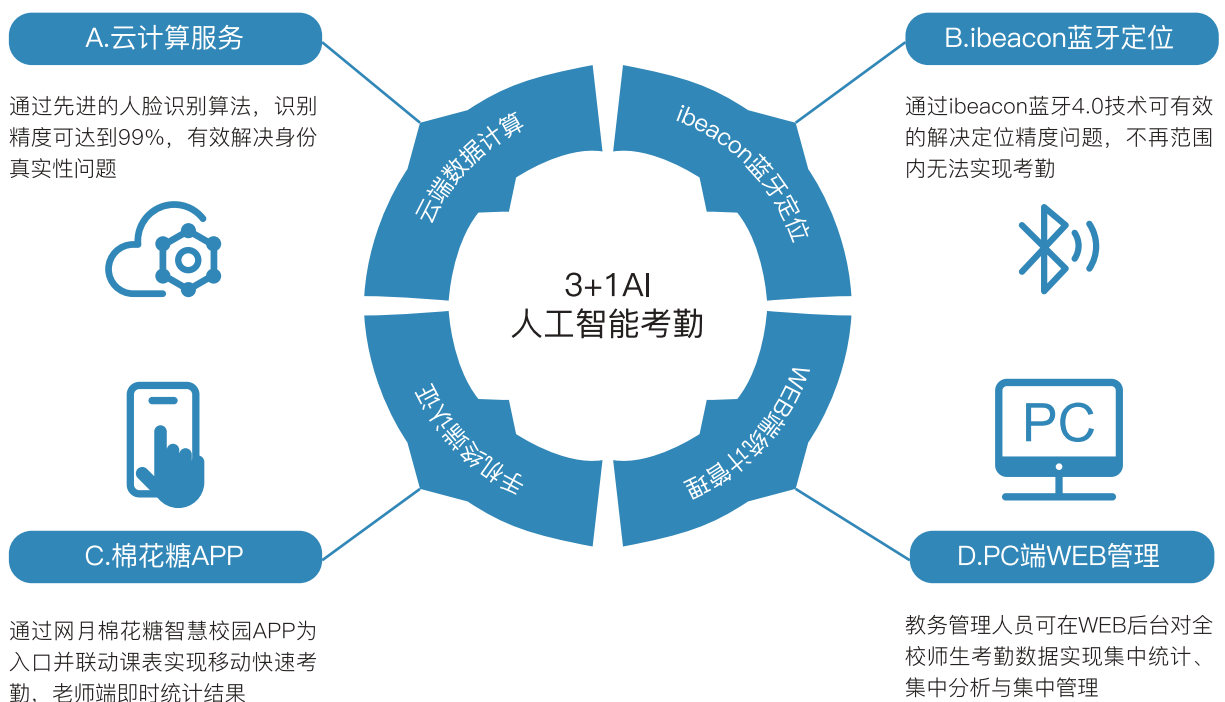 A.云计算服务
通过先进的人脸识别算法，识别
精度可达到99%，有效解决身份
真实性问题
B.ibeacon蓝牙定位
通过ibeacon蓝牙4.0技术可有效
的解决定位精度问题，不再范围
内无法实现考勤
云端数据计算
ibeacon蓝牙定位
3+1AI
人工智能考勤
手机终端认证
WEB端统计管理
PC
C.棉花糖APP
通过网月棉花糖智慧校园APP为
入口并联动课表实现移动快速考
勤，老师端即时统计结果
D.PC端WEB管理
教务管理人员可在WEB后台对全
校师生考勤数据实现集中统计、
集中分析与集中管理